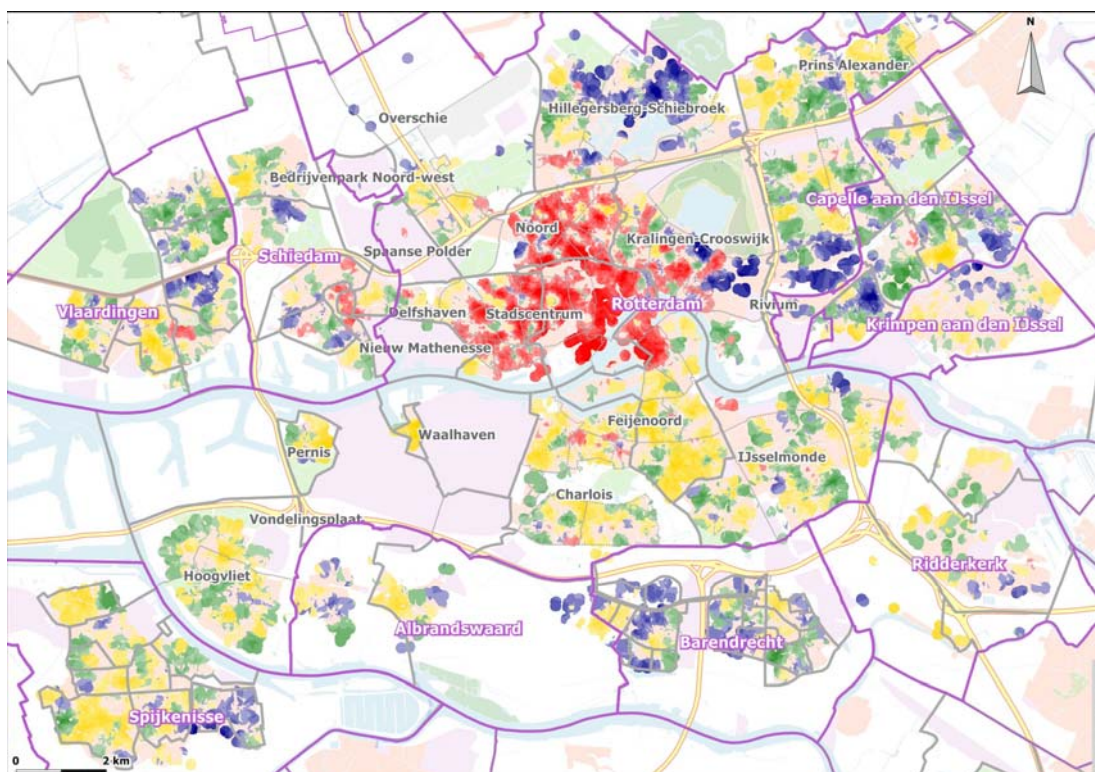 N
Prins Alexander
Hillegersberg-Schiebroek
Overschie
Bedrijvenpark Noord-west
Capelle aan den IJssel
Noord
Kralingen-Crooswijk
Spaanse Polder
Schiedam
Rotterdam
Rivium
Vlaardingen
Delfshaven
Stadscentrum
Krimpen aan den IJssel
Nieuw Mathenesse
Feijenoord
Waalhaven
Pernis
IJsselmonde
Charlois
Vondelingsplaat
Ridderkerk
Hoogvliet
Albrandswaard
Barendrecht
Spijkenisse
0 2 km